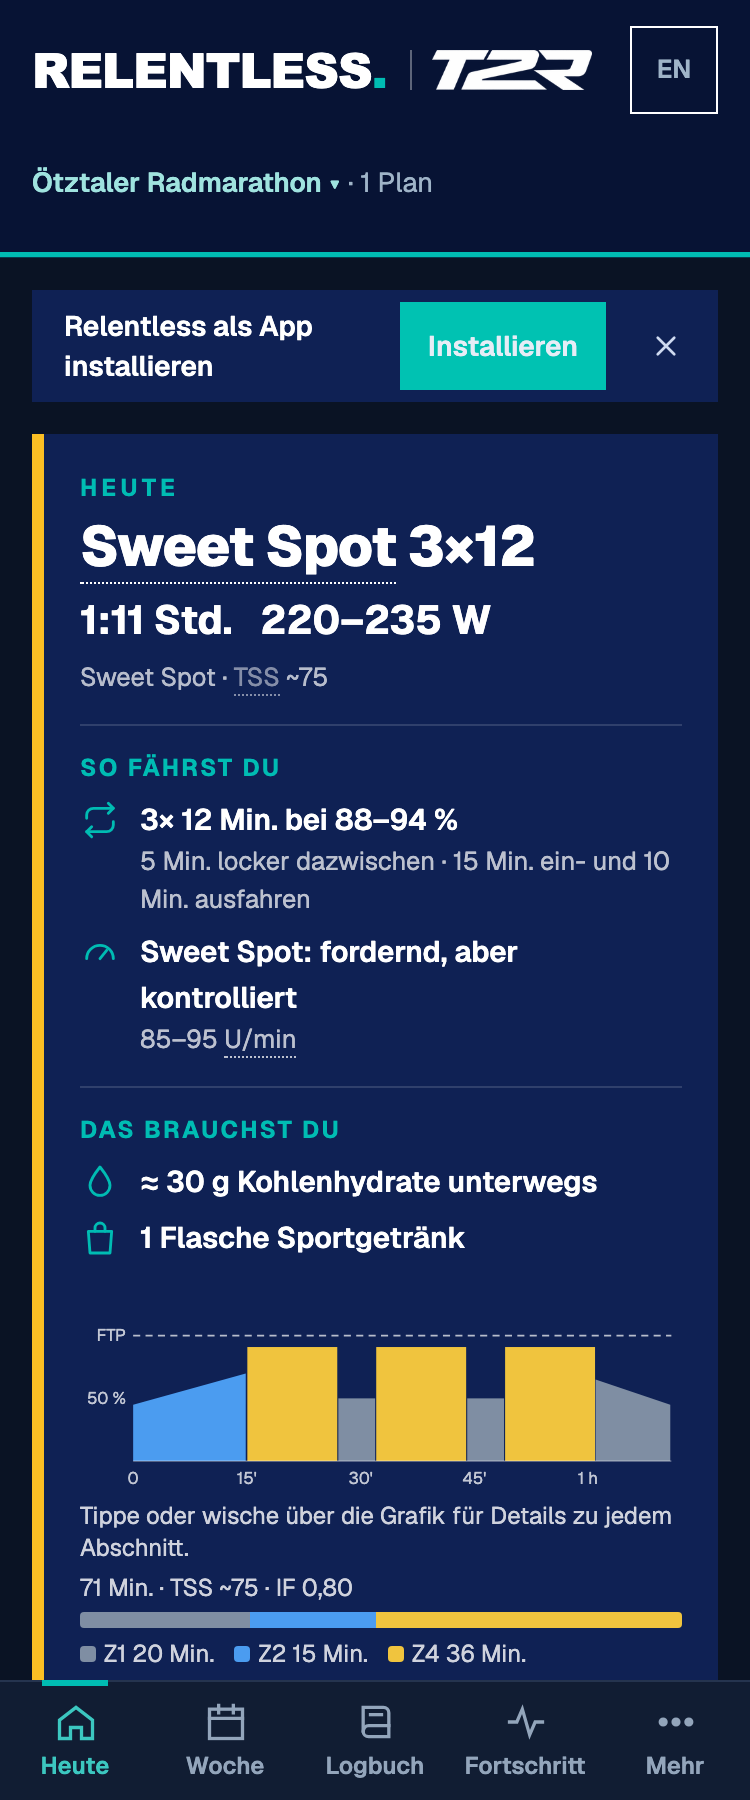 RELENTLESS. T2R EN
Ötztaler Radmarathon ▾ · 1 Plan
Relentless als App
installieren
Installieren
HEUTE
Sweet Spot 3×12
1:11 Std. 220–235 W
Sweet Spot · TSS ~75
SO FÄHRST DU
3× 12 Min. bei 88–94 %
5 Min. locker dazwischen · 15 Min. ein- und 10
Min. ausfahren
Sweet Spot: fordernd, aber
kontrolliert
85–95 U/min
DAS BRAUCHST DU
≈ 30 g Kohlenhydrate unterwegs
1 Flasche Sportgetränk
FTP
50 %
0 15' 30' 45' 1 h
Tippe oder wische über die Grafik für Details zu jedem
Abschnitt.
71 Min. · TSS ~75 · IF 0,80
Z1 20 Min. Z2 15 Min. Z4 36 Min.
Heute Woche Logbuch Fortschritt Mehr